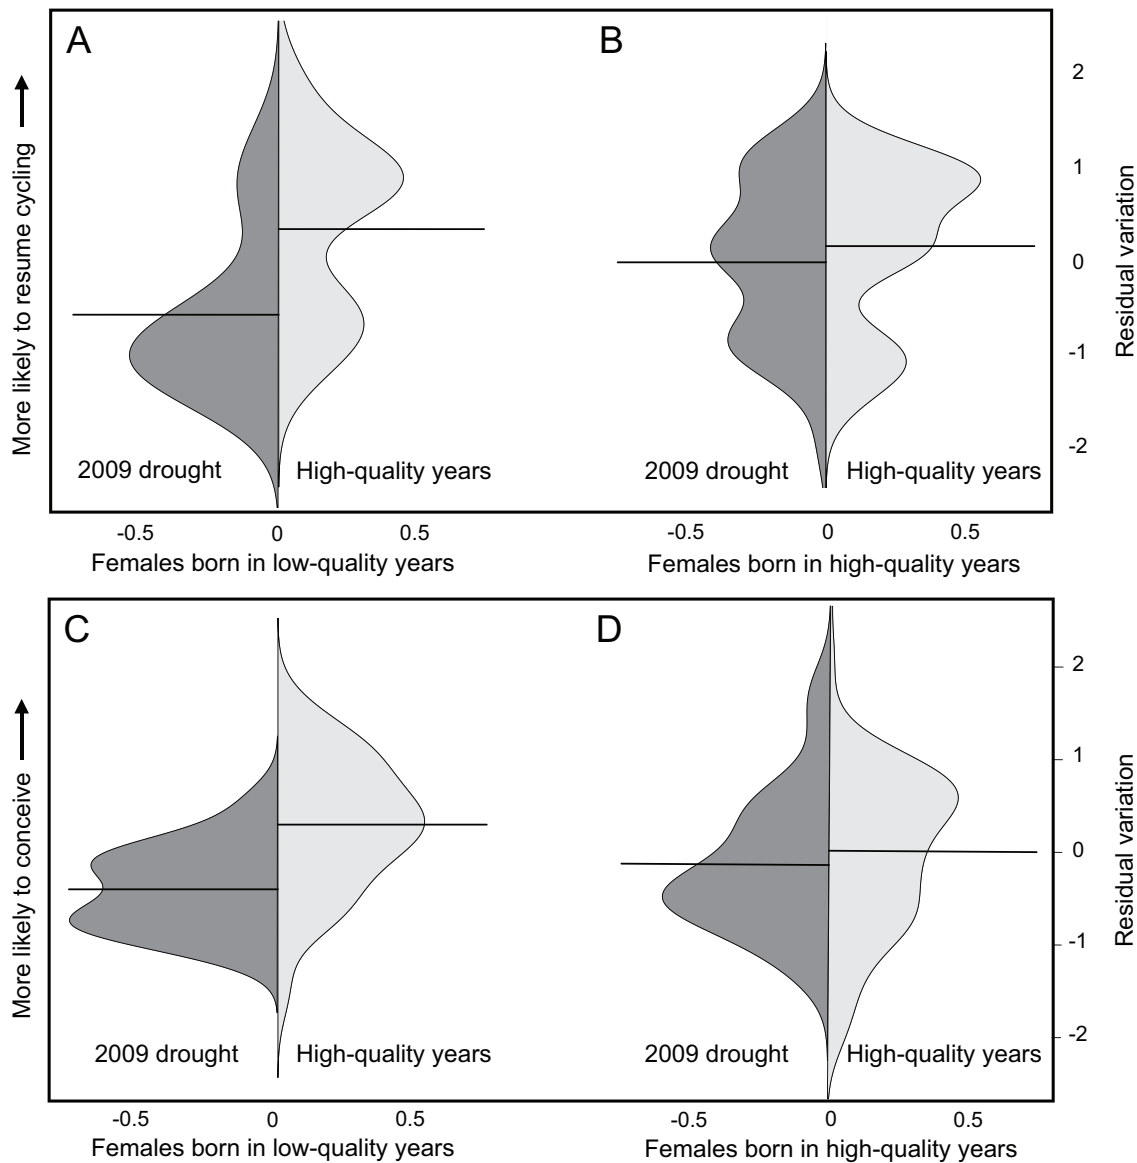 A
B
More likely to resume cycling
2
1
0
-1
-2
Residual variation
2009 drought
High-quality years
2009 drought
High-quality years
-0.5
0
0.5
-0.5
0
0.5
Females born in low-quality years
Females born in high-quality years
C
D
More likely to conceive
2
1
0
-1
-2
Residual variation
2009 drought
High-quality years
2009 drought
High-quality years
-0.5
0
0.5
-0.5
0
0.5
Females born in low-quality years
Females born in high-quality years